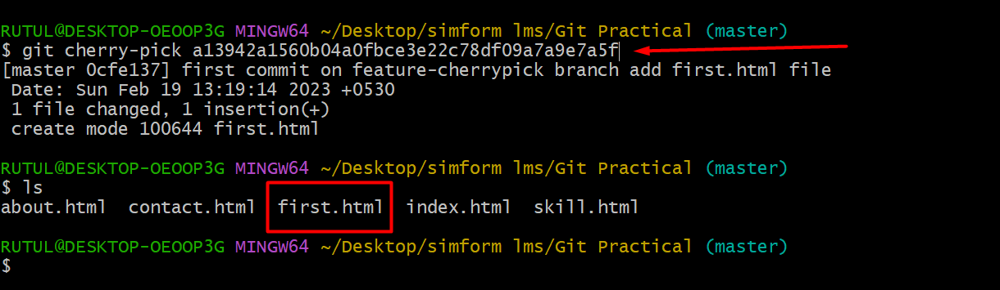 RUTUL@DESKTOP-OEOOP3G MINGW64 ~/Desktop/simform lms/Git Practical (master)
$ git cherry-pick a13942a1560b04a0fbce3e22c78df09a7a9e7a5f
[master 0cfe137] first commit on feature-cherrypick branch add first.html file
 Date: Sun Feb 19 13:19:14 2023 +0530
 1 file changed, 1 insertion(+)
 create mode 100644 first.html
RUTUL@DESKTOP-OEOOP3G MINGW64 ~/Desktop/simform lms/Git Practical (master)
$ ls
about.html  contact.html  first.html  index.html  skill.html
RUTUL@DESKTOP-OEOOP3G MINGW64 ~/Desktop/simform lms/Git Practical (master)
$